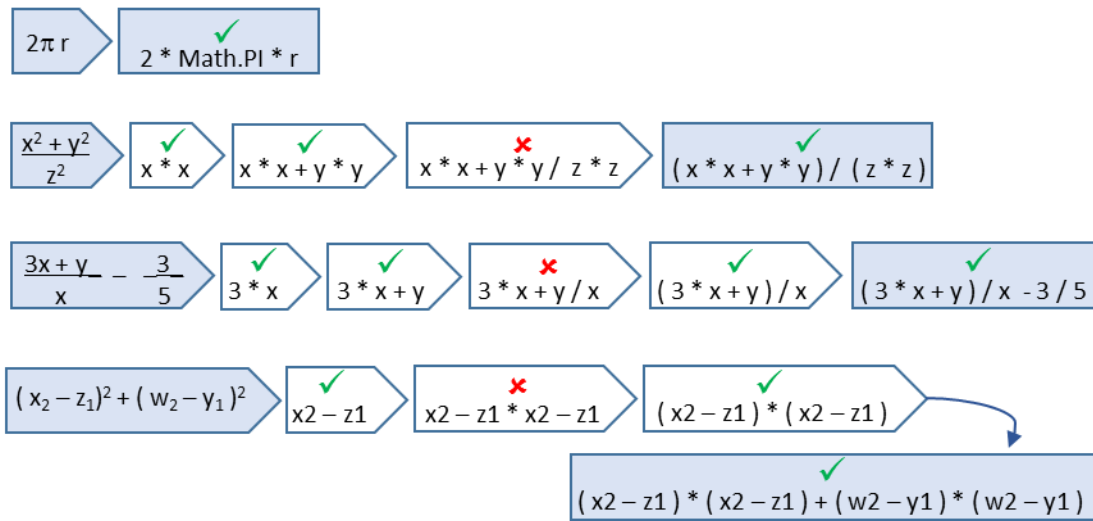 2π r
✓
2 * Math.PI * r
x² + y²
z²
✓
x * x
✓
x * x + y * y
✘
x * x + y * y / z * z
✓
( x * x + y * y ) / ( z * z )
3x + y – 3
x 5
✓
3 * x
✓
3 * x + y
✘
3 * x + y / x
✓
( 3 * x + y ) / x
✓
( 3 * x + y ) / x - 3 / 5
( x₂ – z₁)² + ( w₂ – y₁ )²
✓
x2 – z1
✘
x2 – z1 * x2 – z1
✓
( x2 – z1 ) * ( x2 – z1 )
✓
( x2 – z1 ) * ( x2 – z1 ) + ( w2 – y1 ) * ( w2 – y1 )